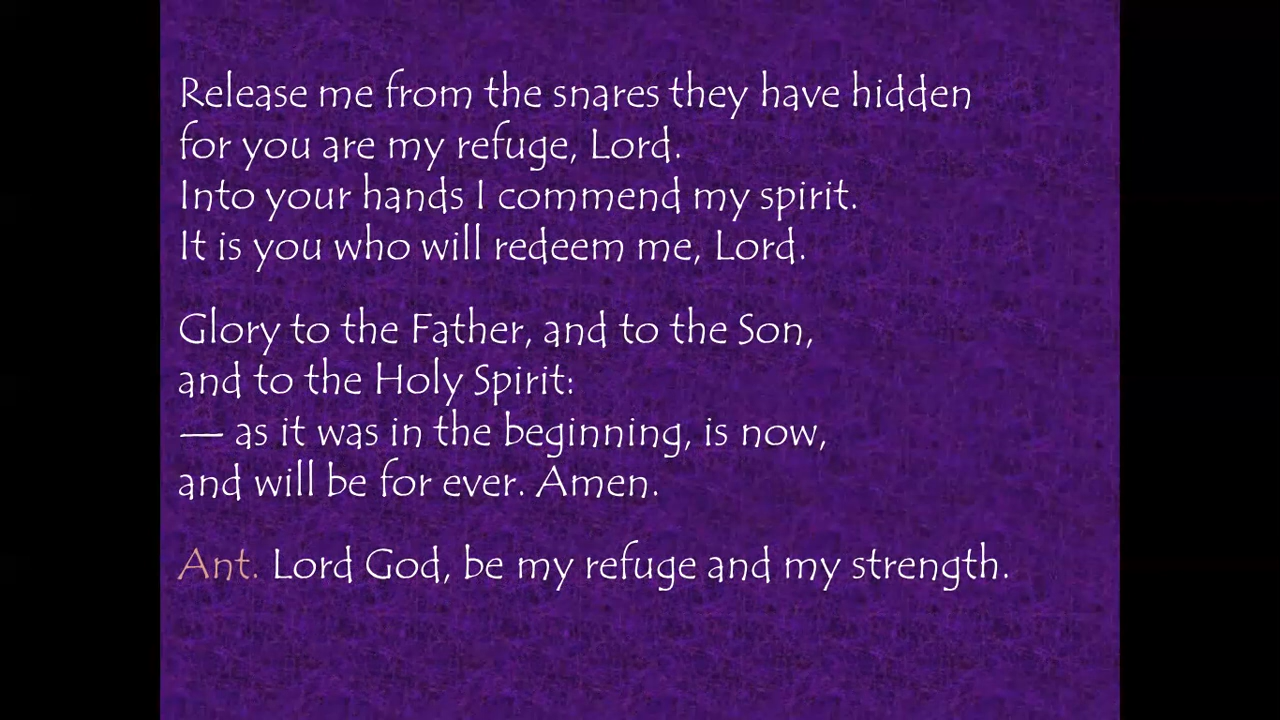 Release me from the snares they have hidden
for you are my refuge, Lord.
Into your hands I commend my spirit.
It is you who will redeem me, Lord.
Glory to the Father, and to the Son,
and to the Holy Spirit:
— as it was in the beginning, is now,
and will be for ever. Amen.
Ant. Lord God, be my refuge and my strength.